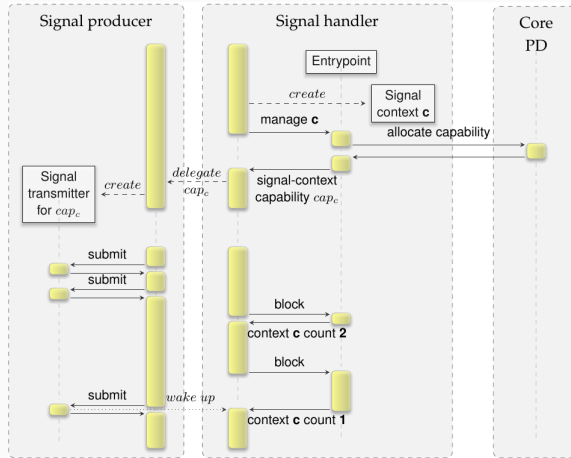 Signal producer
Signal handler
Core
PD
Entrypoint
create
Signal
context c
manage c
allocate capability
delegate
cap_c
signal-context
capability cap_c
Signal
transmitter
for cap_c
create
submit
submit
block
context c count 2
block
submit
wake up
context c count 1